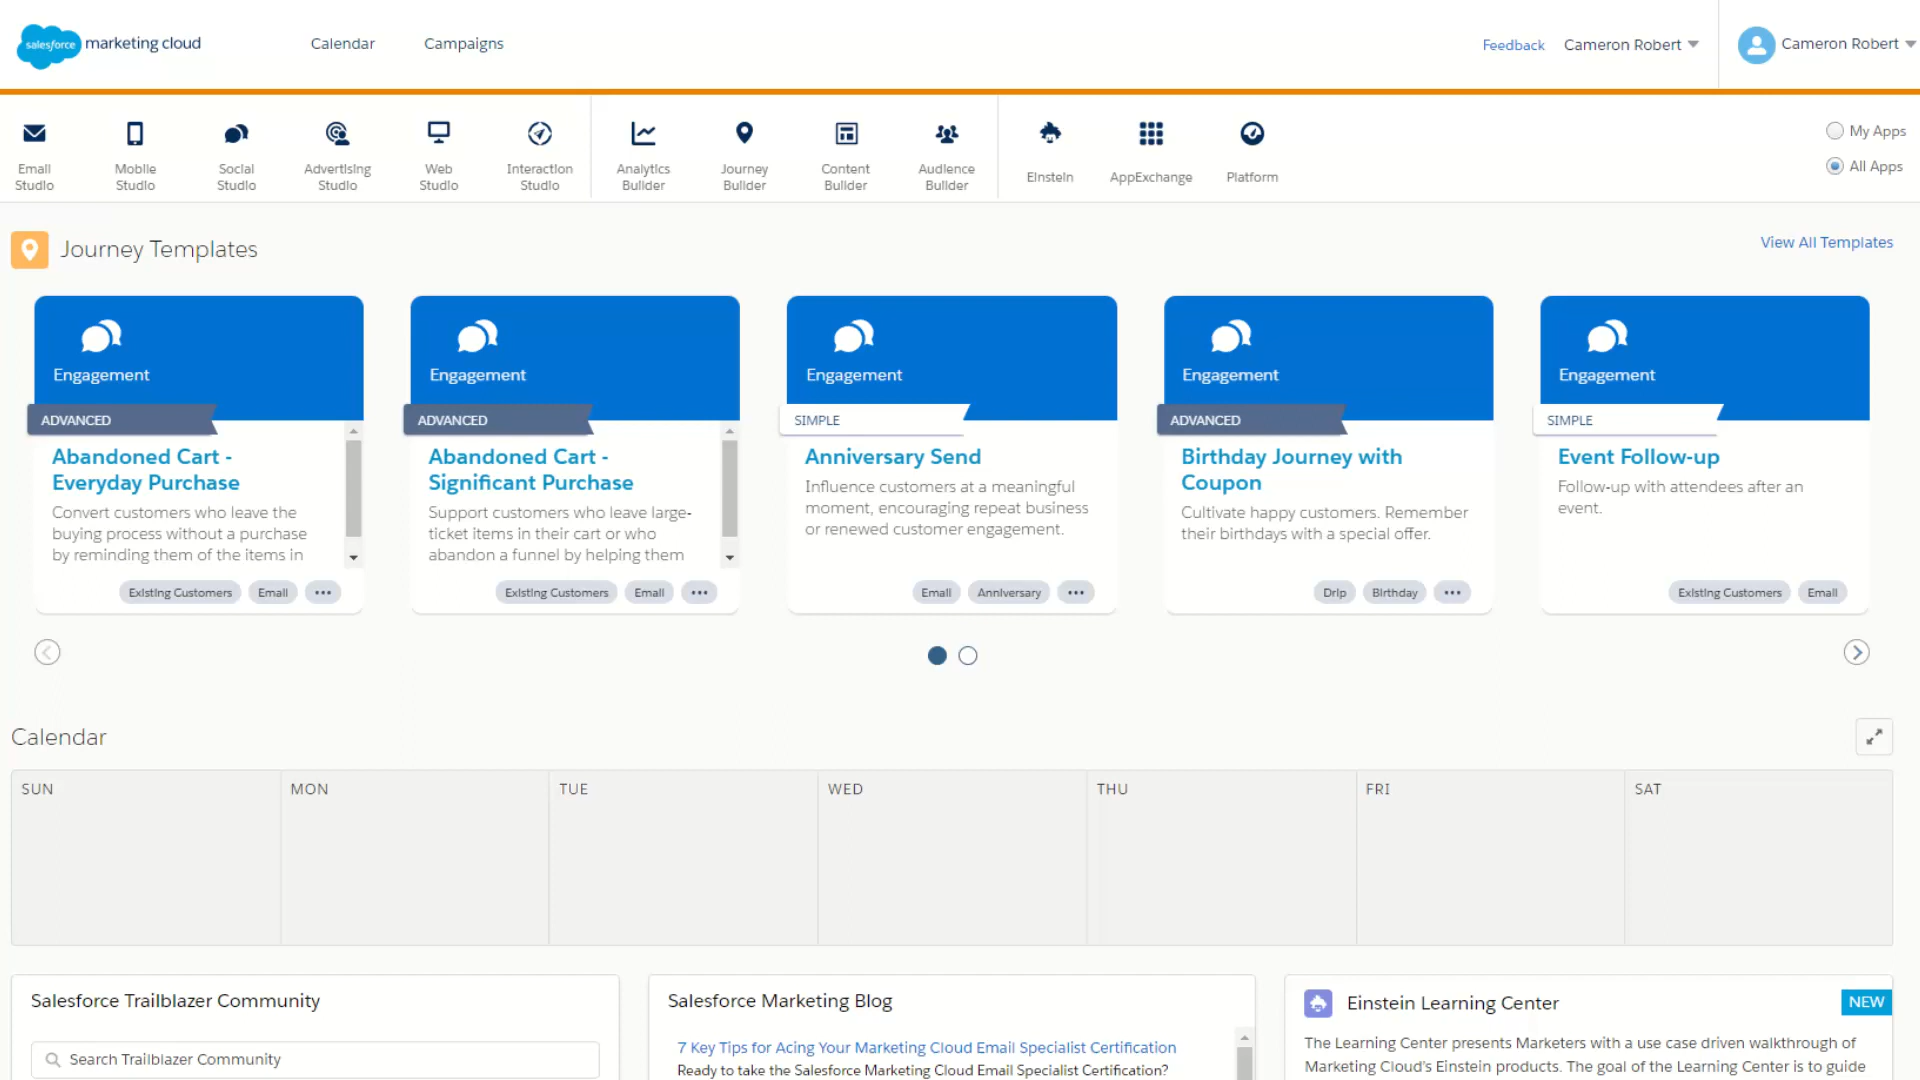 salesforce marketing cloud
Calendar
Campaigns
Feedback
Cameron Robert
Cameron Robert
Email Studio
Mobile Studio
Social Studio
Advertising Studio
Web Studio
Interaction Studio
Analytics Builder
Journey Builder
Content Builder
Audience Builder
Einstein
AppExchange
Platform
My Apps
All Apps
Journey Templates
View All Templates
Engagement
ADVANCED
Abandoned Cart -
Everyday Purchase
Convert customers who leave the
buying process without a purchase
by reminding them of the items in
Existing Customers
Email
•••
Engagement
ADVANCED
Abandoned Cart -
Significant Purchase
Support customers who leave large-
ticket items in their cart or who
abandon a funnel by helping them
Existing Customers
Email
•••
Engagement
SIMPLE
Anniversary Send
Influence customers at a meaningful
moment, encouraging repeat business
or renewed customer engagement.
Email
Anniversary
•••
Engagement
ADVANCED
Birthday Journey with
Coupon
Cultivate happy customers. Remember
their birthdays with a special offer.
Drip
Birthday
•••
Engagement
SIMPLE
Event Follow-up
Follow-up with attendees after an
event.
Existing Customers
Email
Calendar
SUN
MON
TUE
WED
THU
FRI
SAT
Salesforce Trailblazer Community
Search Trailblazer Community
Salesforce Marketing Blog
7 Key Tips for Acing Your Marketing Cloud Email Specialist Certification
Ready to take the Salesforce Marketing Cloud Email Specialist Certification?
Einstein Learning Center
NEW
The Learning Center presents Marketers with a use case driven walkthrough of
Marketing Cloud's Einstein products. The goal of the Learning Center is to guide